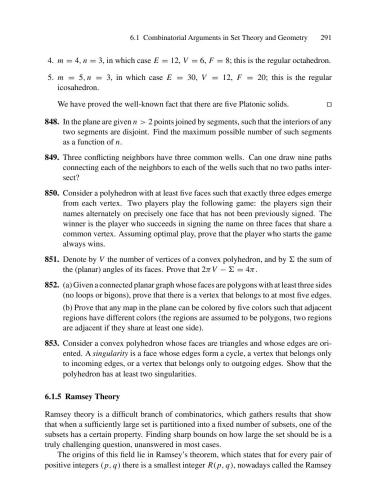 6.1 Combinatorial Arguments in Set Theory and Geometry 291
4. m = 4, n = 3, in which case E = 12, V = 6, F = 8; this is the regular octahedron.
5. m = 5, n = 3, in which case E = 30, V = 12, F = 20; this is the regular
icosahedron.
We have proved the well-known fact that there are five Platonic solids. □
848. In the plane are given n > 2 points joined by segments, such that the interiors of any
two segments are disjoint. Find the maximum possible number of such segments
as a function of n.
849. Three conflicting neighbors have three common wells. Can one draw nine paths
connecting each of the neighbors to each of the wells such that no two paths inter-
sect?
850. Consider a polyhedron with at least five faces such that exactly three edges emerge
from each vertex. Two players play the following game: the players sign their
names alternately on precisely one face that has not been previously signed. The
winner is the player who succeeds in signing the name on three faces that share a
common vertex. Assuming optimal play, prove that the player who starts the game
always wins.
851. Denote by V the number of vertices of a convex polyhedron, and by Σ the sum of
the (planar) angles of its faces. Prove that 2πV − Σ = 4π.
852. (a) Given a connected planar graph whose faces are polygons with at least three sides
(no loops or bigons), prove that there is a vertex that belongs to at most five edges.
(b) Prove that any map in the plane can be colored by five colors such that adjacent
regions have different colors (the regions are assumed to be polygons, two regions
are adjacent if they share at least one side).
853. Consider a convex polyhedron whose faces are triangles and whose edges are ori-
ented. A singularity is a face whose edges form a cycle, a vertex that belongs only
to incoming edges, or a vertex that belongs only to outgoing edges. Show that the
polyhedron has at least two singularities.
6.1.5 Ramsey Theory
Ramsey theory is a difficult branch of combinatorics, which gathers results that show
that when a sufficiently large set is partitioned into a fixed number of subsets, one of the
subsets has a certain property. Finding sharp bounds on how large the set should be is a
truly challenging question, unanswered in most cases.
The origins of this field lie in Ramsey's theorem, which states that for every pair of
positive integers (p, q) there is a smallest integer R(p, q), nowadays called the Ramsey